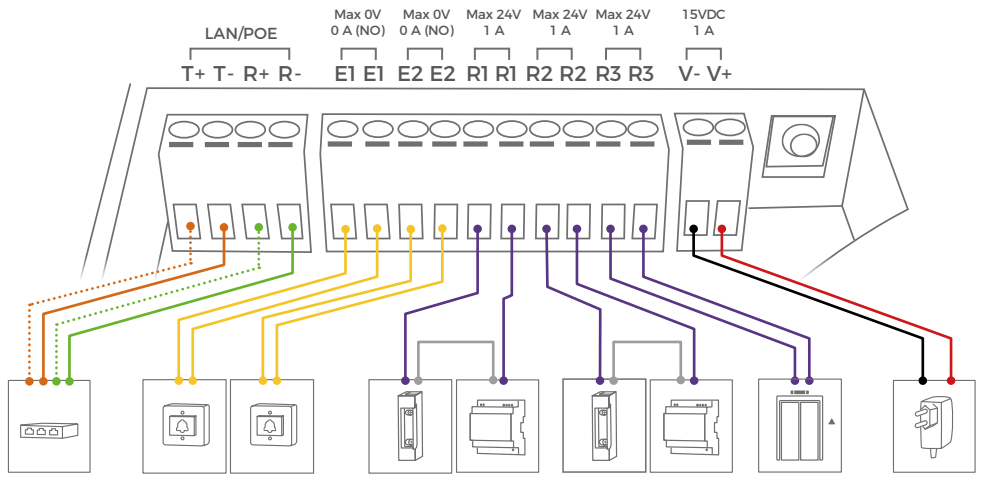 LAN/POE
Max 0V
0 A (NO)
Max 0V
0 A (NO)
Max 24V
1 A
Max 24V
1 A
Max 24V
1 A
15VDC
1 A
T+ T- R+ R- E1 E1 E2 E2 R1 R1 R2 R2 R3 R3 V- V+